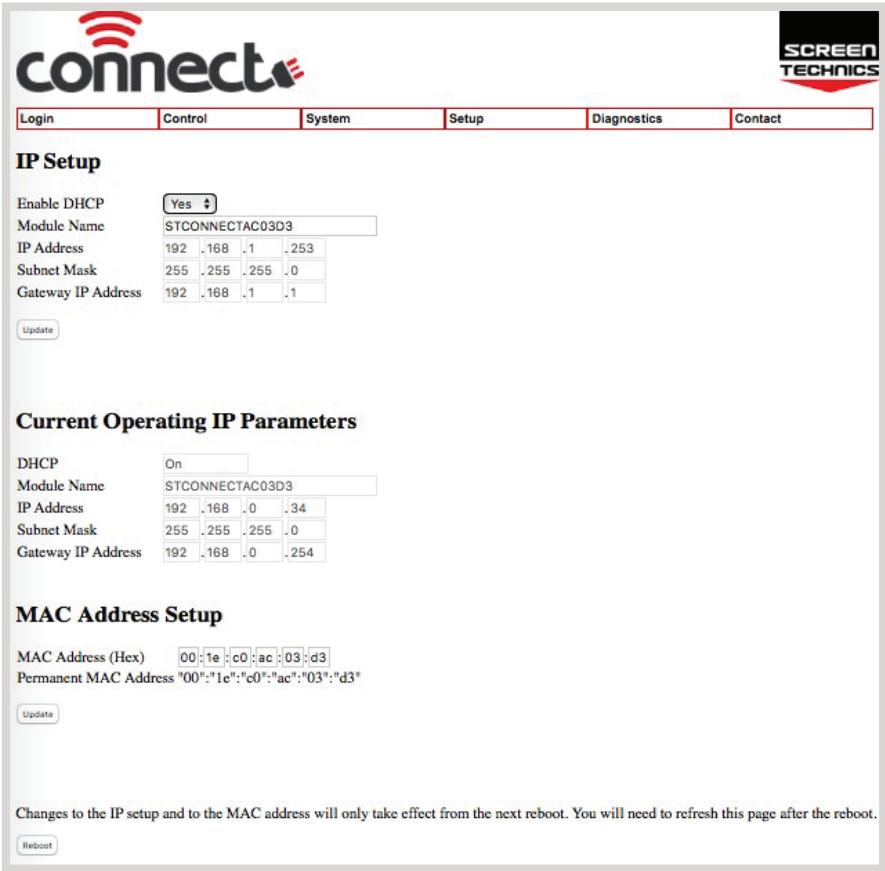 connect
SCREEN
TECHNICS
Login Control System Setup Diagnostics Contact
IP Setup
Enable DHCP Yes
Module Name STCONNECTAC03D3
IP Address 192 .168 .1 .253
Subnet Mask 255 .255 .255 .0
Gateway IP Address 192 .168 .1 .1
Update
Current Operating IP Parameters
DHCP On
Module Name STCONNECTAC03D3
IP Address 192 .168 .0 .34
Subnet Mask 255 .255 .255 .0
Gateway IP Address 192 .168 .0 .254
MAC Address Setup
MAC Address (Hex) 00:1e:c0:ac:03:d3
Permanent MAC Address "00":"1e":"c0":"ac":"03":"d3"
Update
Changes to the IP setup and to the MAC address will only take effect from the next reboot. You will need to refresh this page after the reboot.
Reboot